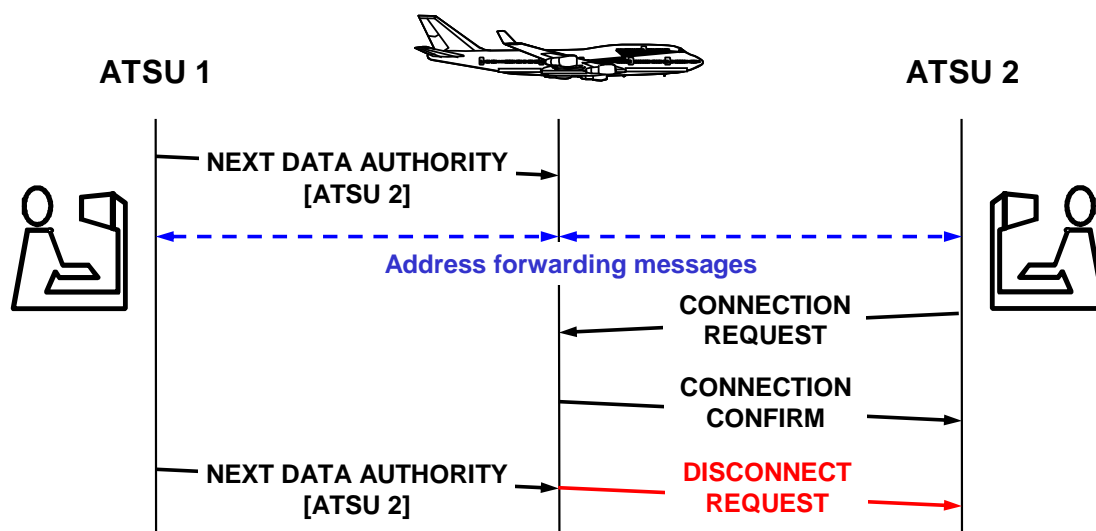 ATSU 1
ATSU 2
NEXT DATA AUTHORITY
[ATSU 2]
Address forwarding messages
CONNECTION
REQUEST
CONNECTION
CONFIRM
NEXT DATA AUTHORITY
[ATSU 2]
DISCONNECT
REQUEST